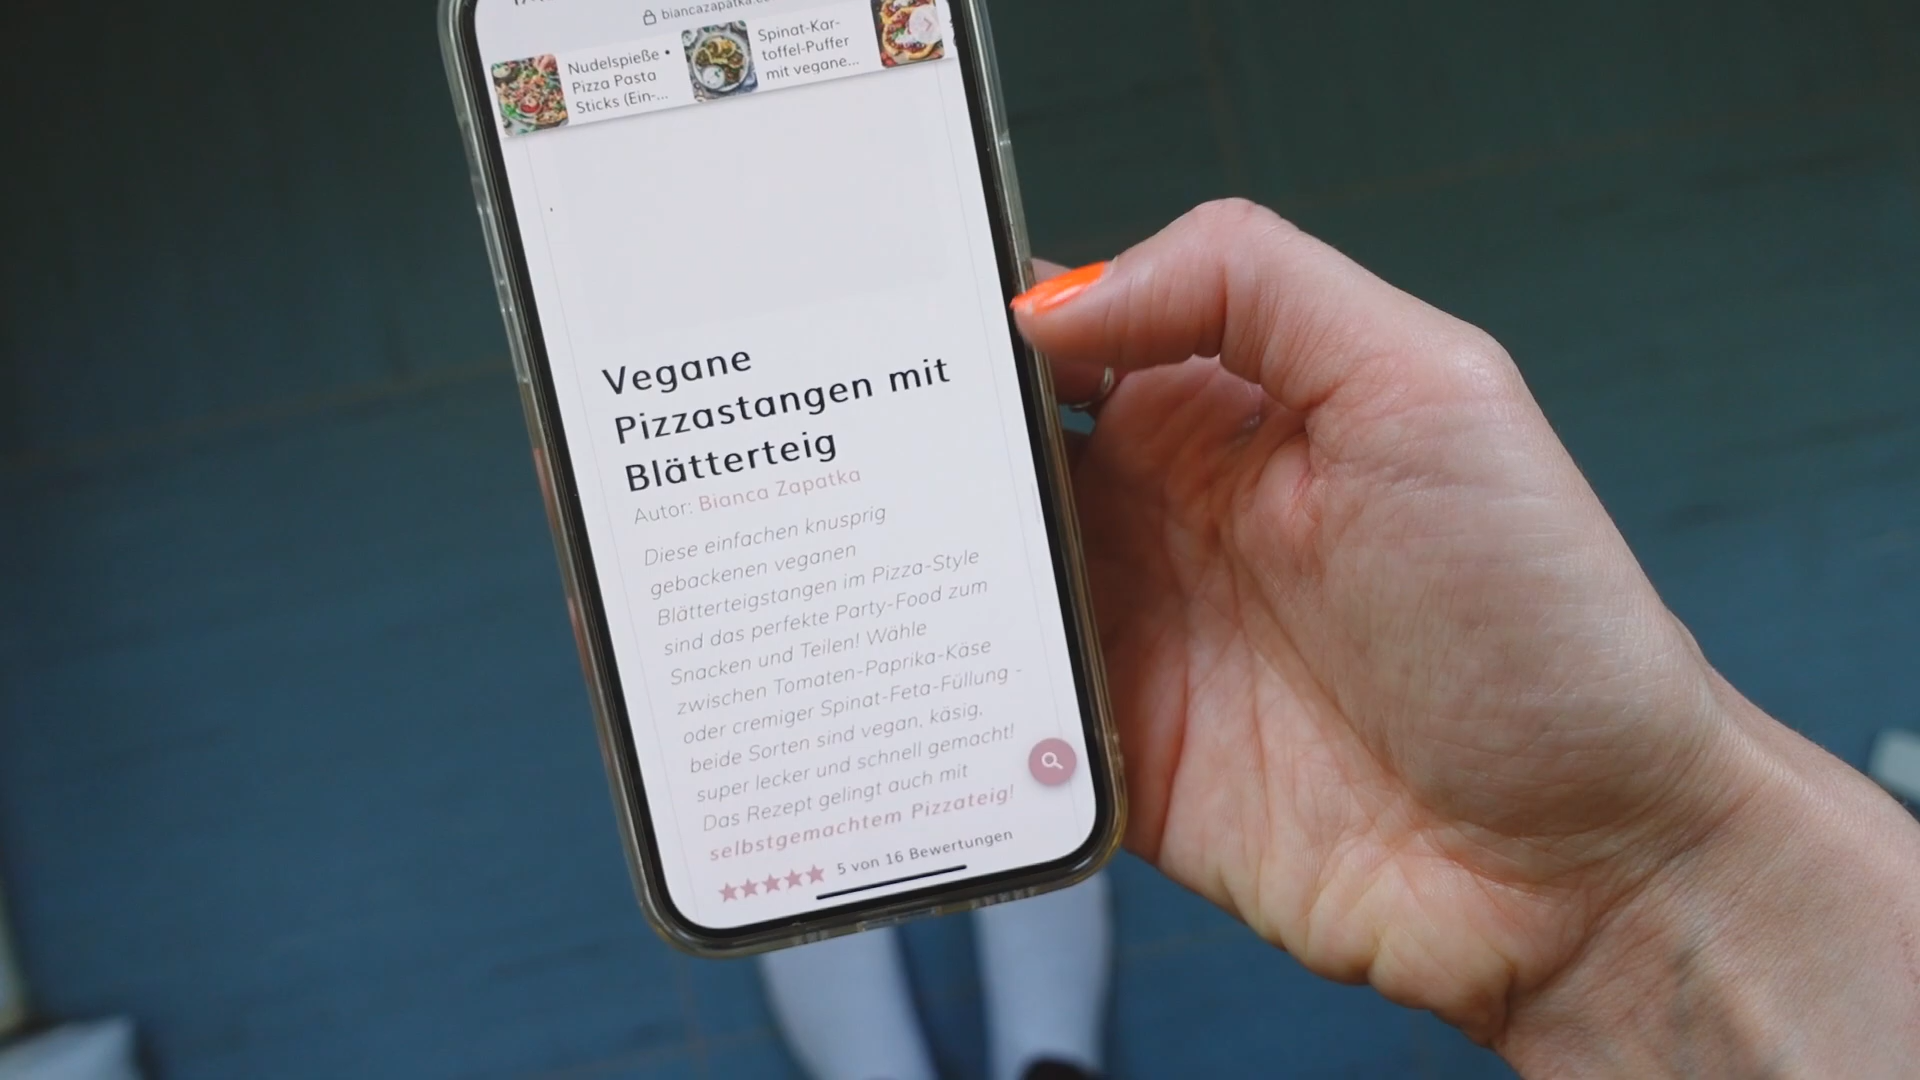 Nudelspieße •
Pizza Pasta
Sticks (Ein-...
Spinat-Kar-
toffel-Puffer
mit vegane...
Vegane
Pizzastangen mit
Blätterteig
Autor: Bianca Zapatka
Diese einfachen knusprig
gebackenen veganen
Blätterteigstangen im Pizza-Style
sind das perfekte Party-Food zum
Snacken und Teilen! Wähle
zwischen Tomaten-Paprika-Käse
oder cremiger Spinat-Feta-Füllung -
beide Sorten sind vegan, käsig,
super lecker und schnell gemacht!
Das Rezept gelingt auch mit
selbstgemachtem Pizzateig!
5 von 16 Bewertungen